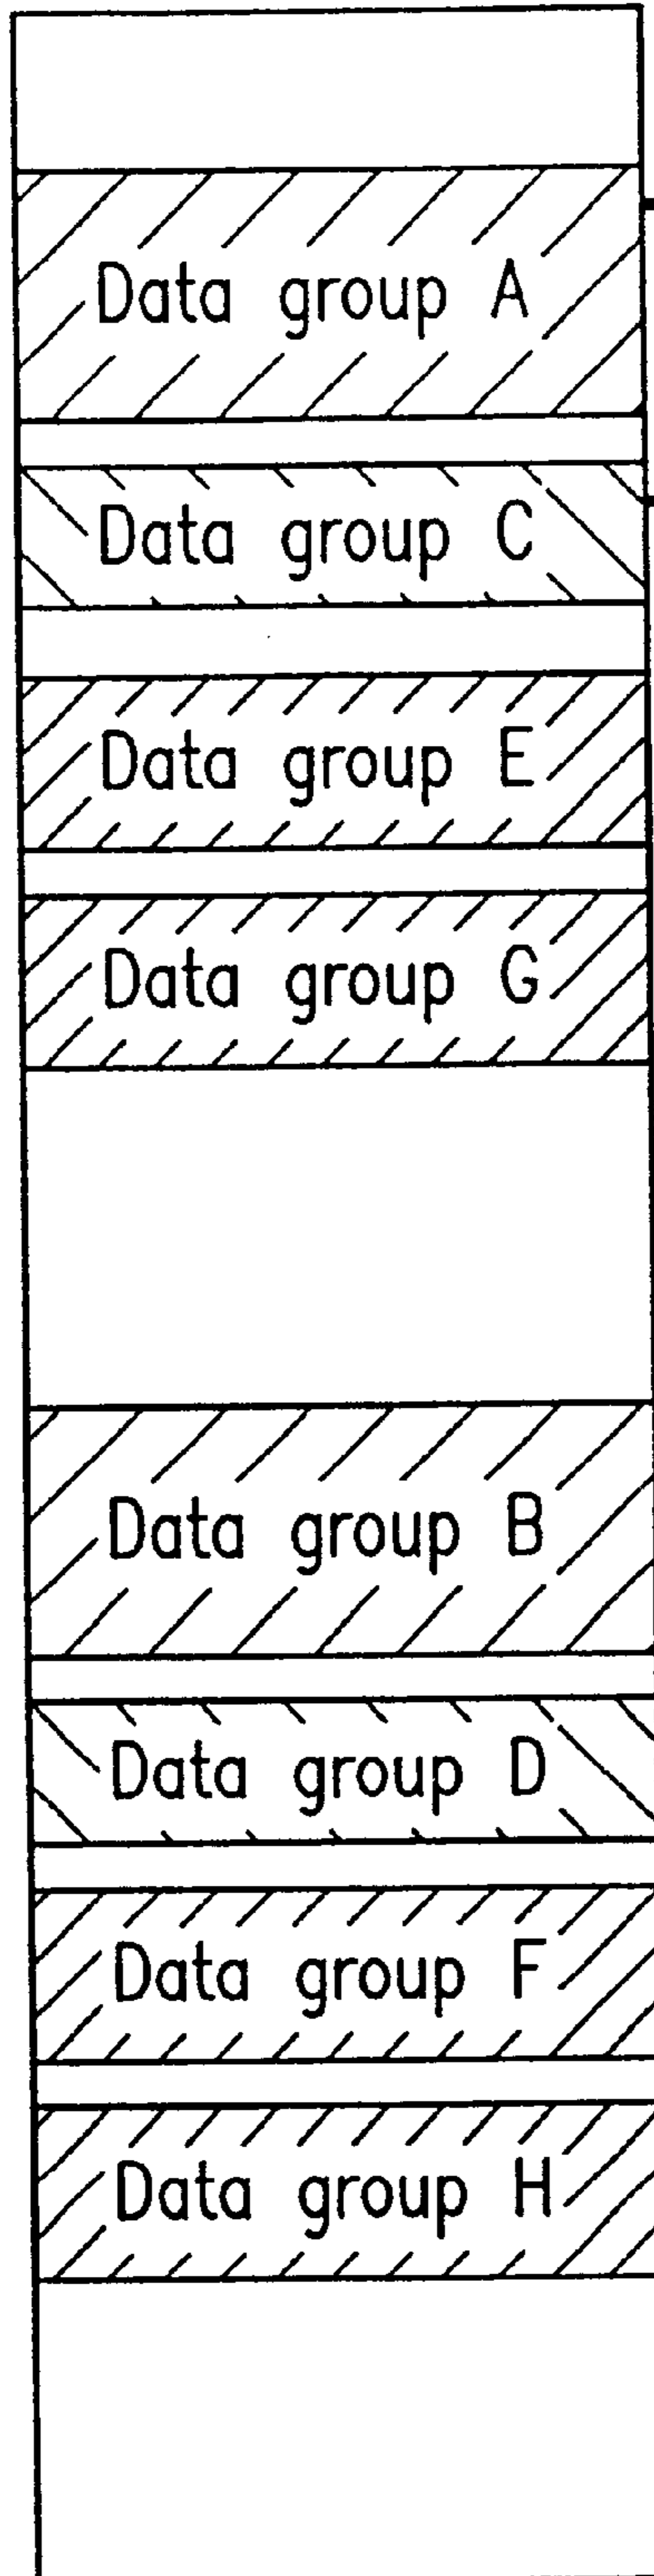 Data group A
Data group C
Data group E
Data group G
Data group B
Data group D
Data group F
Data group H